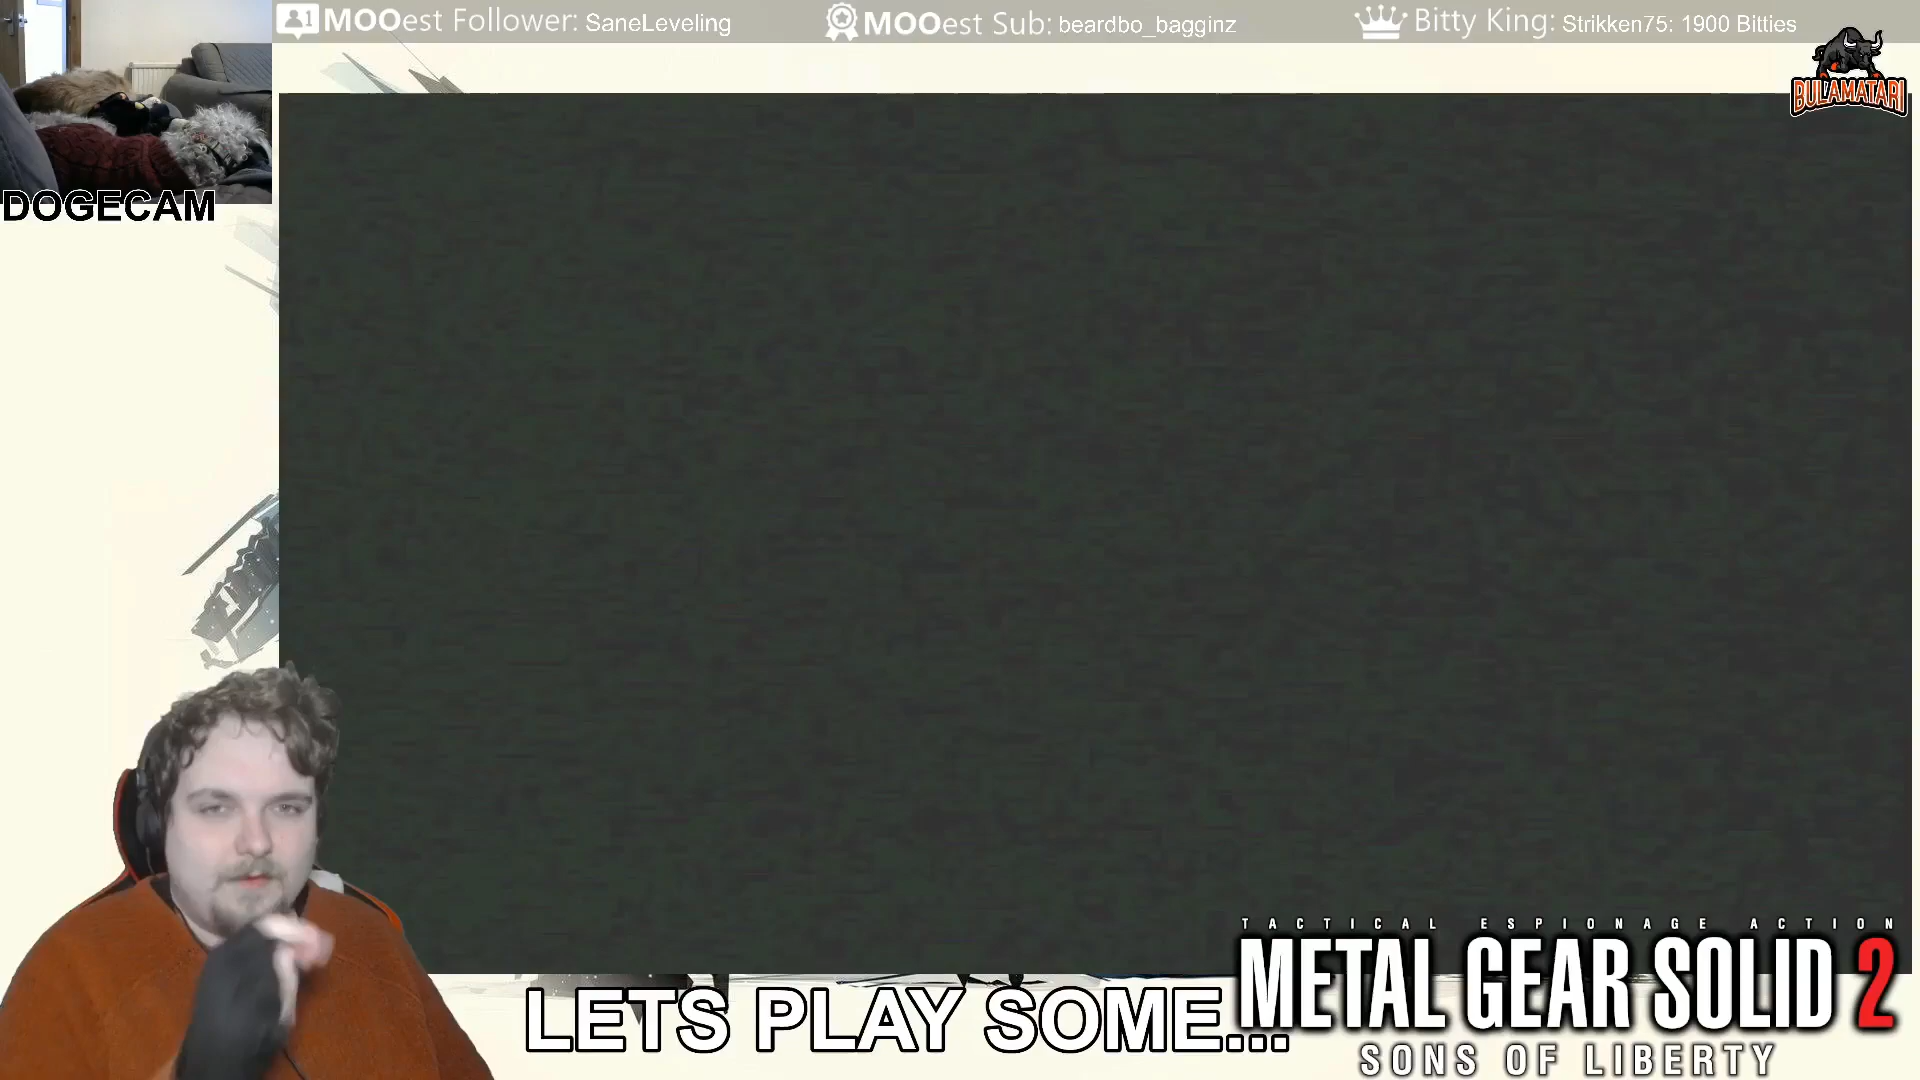 MOOest Follower: SaneLeveling
MOOest Sub: beardbo_bagginz
Bitty King: Strikken75: 1900 Bitties
BULAMATARI
DOGECAM
TACTICAL ESPIONAGE ACTION
METAL GEAR SOLID 2
SONS OF LIBERTY
LETS PLAY SOME...